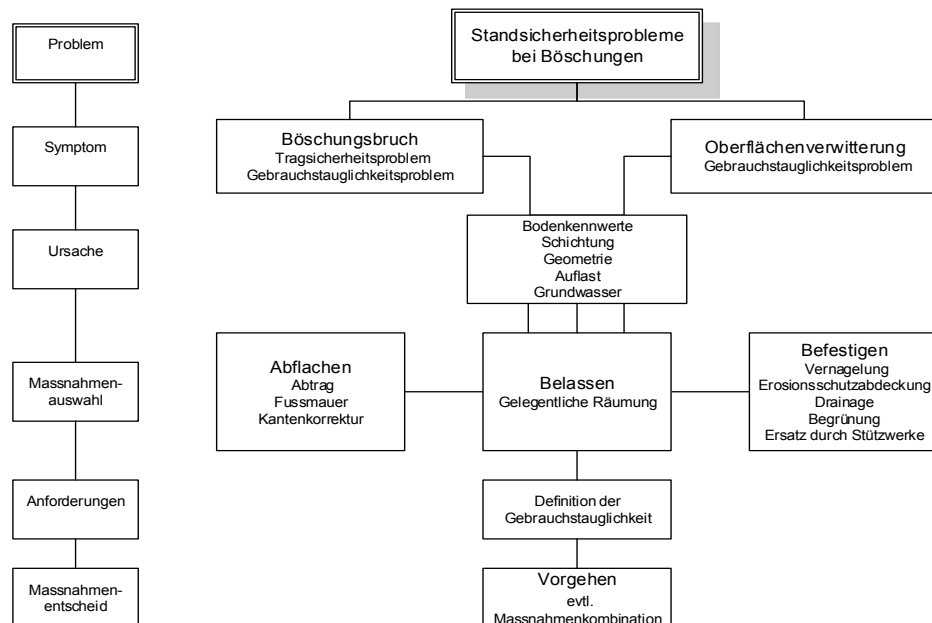 Problem
Symptom
Ursache
Massnahmen-
auswahl
Anforderungen
Massnahmen-
entscheid
Standsicherheitsprobleme
bei Böschungen
Böschungsbruch
Tragsicherheitsproblem
Gebrauchstauglichkeitsproblem
Oberflächenverwitterung
Gebrauchstauglichkeitsproblem
Bodenkennwerte
Schichtung
Geometrie
Auflast
Grundwasser
Abflachen
Abtrag
Fussmauer
Kantenkorrektur
Belassen
Gelegentliche Räumung
Befestigen
Vernagelung
Erosionsschutzabdeckung
Drainage
Begrünung
Ersatz durch Stützwerke
Definition der
Gebrauchstauglichkeit
Vorgehen
evtl.
Massnahmenkombination